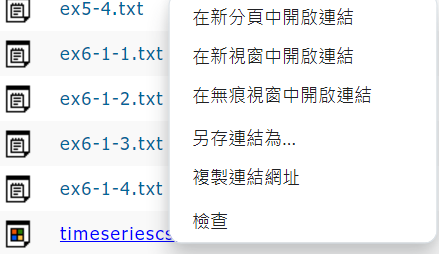 ex5-4.txt
ex6-1-1.txt
ex6-1-2.txt
ex6-1-3.txt
ex6-1-4.txt
timeseriescs
在新分頁中開啟連結
在新視窗中開啟連結
在無痕視窗中開啟連結
另存連結為...
複製連結網址
檢查